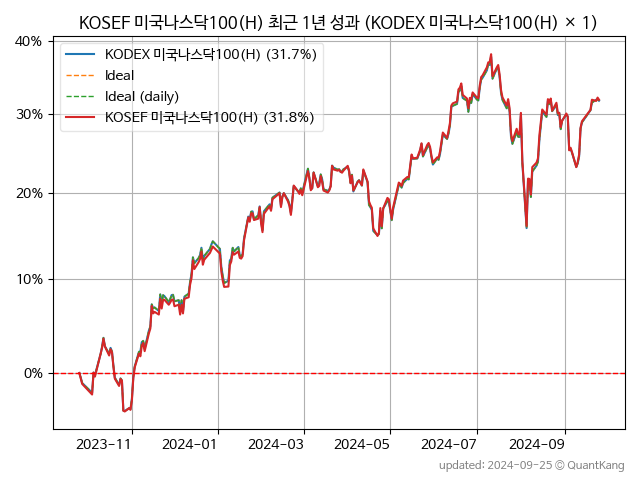 KOSEF 미국나스닥100(H) 최근 1년 성과 (KODEX 미국나스닥100(H) × 1)
40%
30%
20%
10%
0%
KODEX 미국나스닥100(H) (31.7%)
Ideal
Ideal (daily)
KOSEF 미국나스닥100(H) (31.8%)
2023-11
2024-01
2024-03
2024-05
2024-07
2024-09
updated: 2024-09-25 © QuantKang